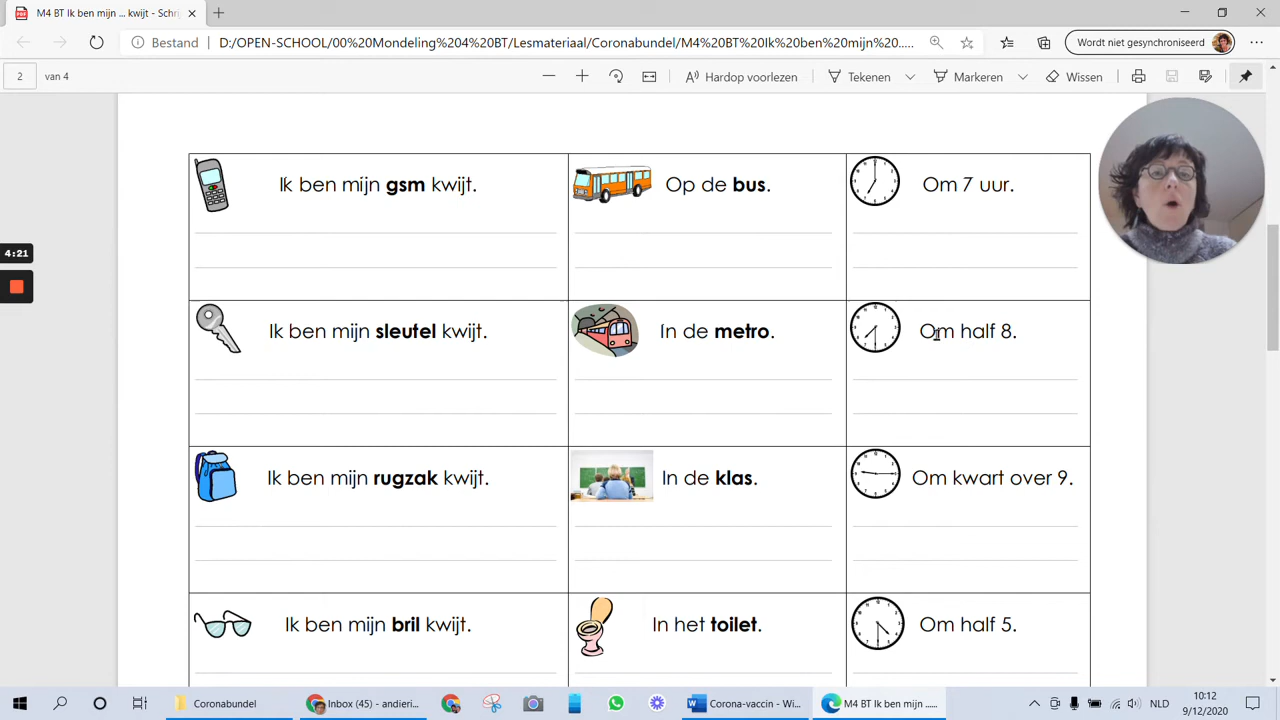 M4 BT Ik ben mijn ... kwijt - Schri
Bestand D:/OPEN-SCHOOL/00%20Mondeling%204%20BT/Lesmateriaal/Coronabundel/M4%20BT%20Ik%20ben%20mijn%20.....
Wordt niet gesynchroniseerd
2 van 4
Hardop voorlezen Tekenen Markeren Wissen
Ik ben mijn gsm kwijt. Op de bus. Om 7 uur.
4:21
Ik ben mijn sleutel kwijt. In de metro. Om half 8.
Ik ben mijn rugzak kwijt. In de klas. Om kwart over 9.
Ik ben mijn bril kwijt. In het toilet. Om half 5.
Coronabundel
Inbox (45) - andieri...
Corona-vaccin - Wi...
M4 BT Ik ben mijn ....
NLD
10:12
9/12/2020